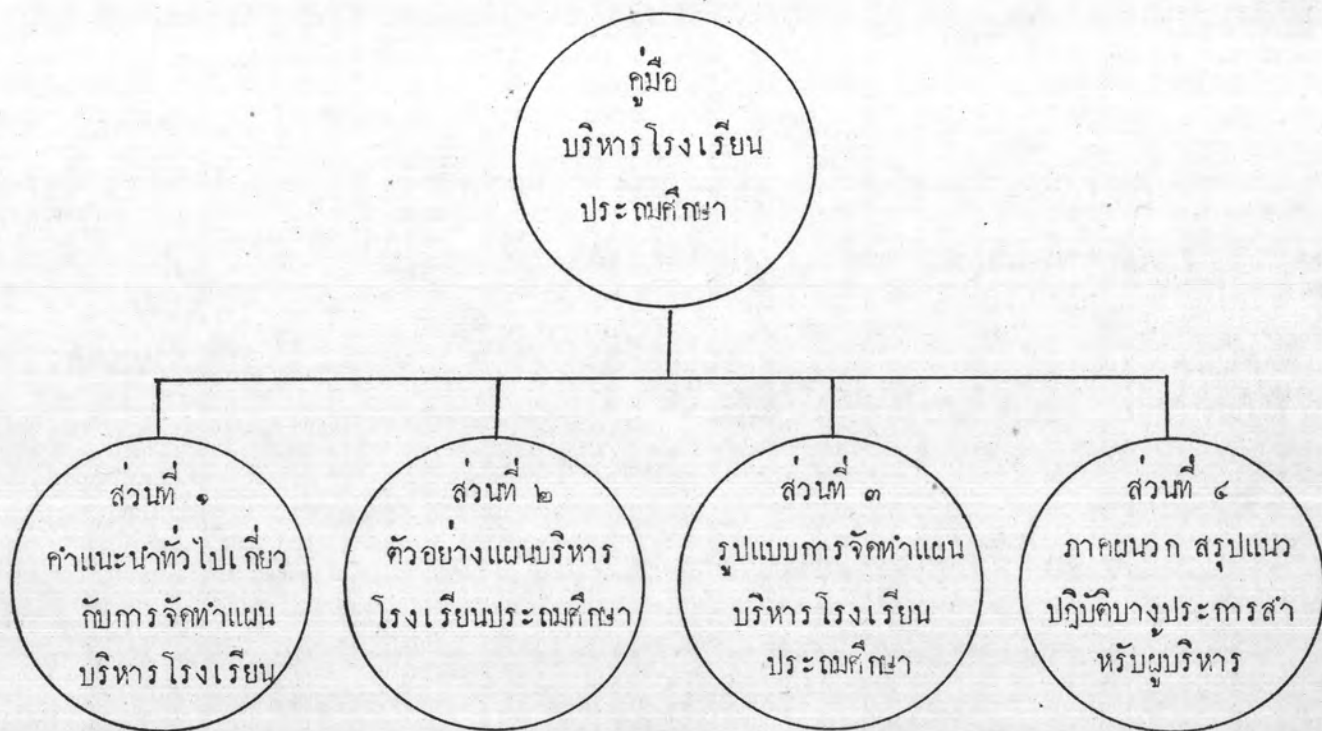 คู่มือ
บริหารโรงเรียน
ประถมศึกษา
ส่วนที่ ๑
คำแนะนำทั่วไปเกี่ยว
กับการจัดทำแผน
บริหารโรงเรียน
ส่วนที่ ๒
ตัวอย่างแผนบริหาร
โรงเรียนประถมศึกษา
ส่วนที่ ๓
รูปแบบการจัดทำแผน
บริหารโรงเรียน
ประถมศึกษา
ส่วนที่ ๔
ภาคผนวก สรุปแนว
ปฏิบัติบางประการสำ
หรับผู้บริหาร